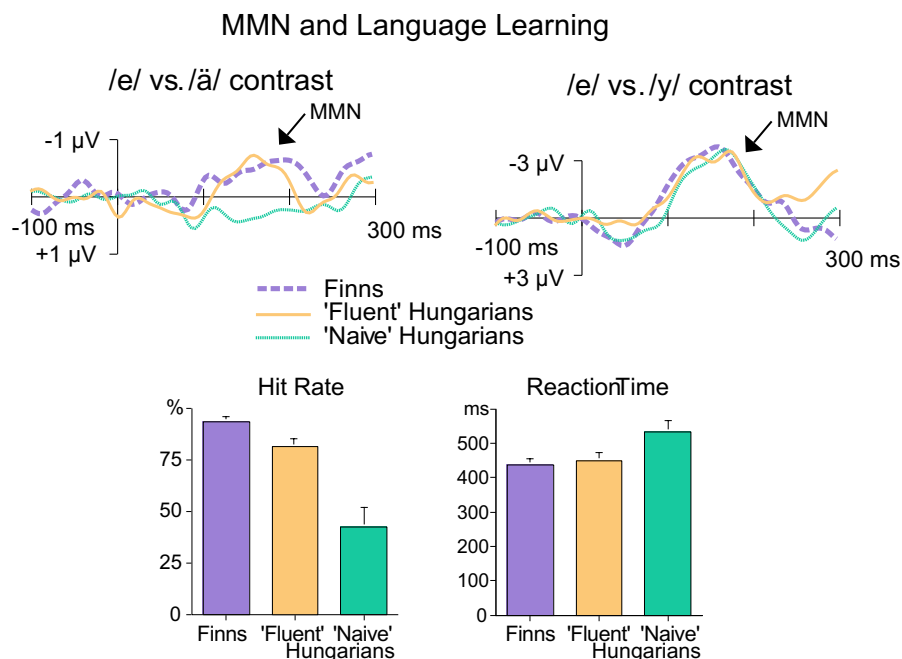 MMN and Language Learning
/e/ vs. /ä/ contrast
MMN
-1 µV
-100 ms
+1 µV
300 ms
/e/ vs. /y/ contrast
MMN
-3 µV
-100 ms
+3 µV
300 ms
Finns
'Fluent' Hungarians
'Naive' Hungarians
Hit Rate
%
75
50
25
0
Finns 'Fluent' 'Naive'
Hungarians
ReactionTime
ms
500
400
300
200
100
0
Finns 'Fluent' 'Naive'
Hungarians